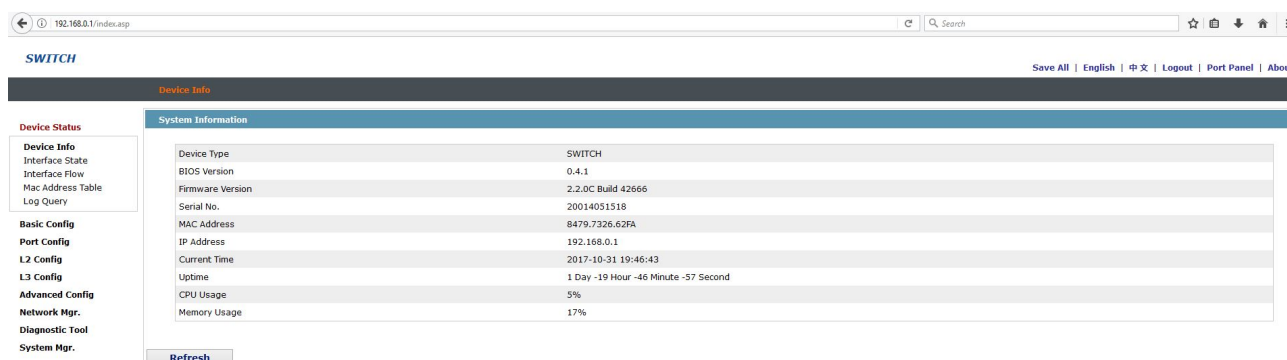 192.168.0.1/index.asp
Search
SWITCH
Save All | English | 中文 | Logout | Port Panel | Abou
Device Info
Device Status
System Information
Device Info
Interface State
Interface Flow
Mac Address Table
Log Query
Basic Config
Port Config
L2 Config
L3 Config
Advanced Config
Network Mgr.
Diagnostic Tool
System Mgr.
Device Type SWITCH
BIOS Version 0.4.1
Firmware Version 2.2.0C Build 42666
Serial No. 20014051518
MAC Address 8479.7326.62FA
IP Address 192.168.0.1
Current Time 2017-10-31 19:46:43
Uptime 1 Day -19 Hour -46 Minute -57 Second
CPU Usage 5%
Memory Usage 17%
Refresh